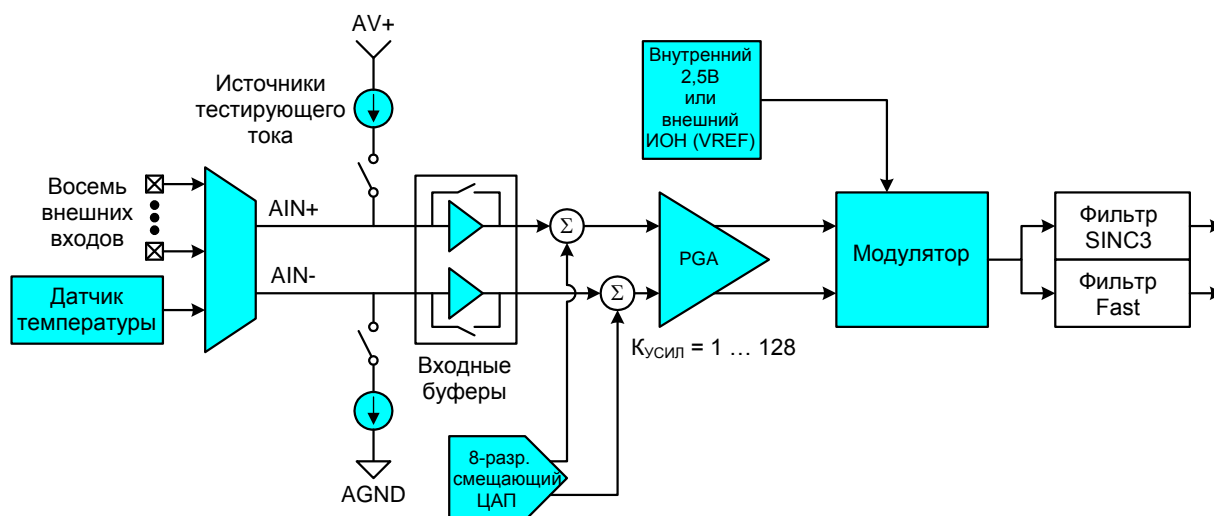 AV+
Источники
тестирующего
тока
Внутренний
2,5В
или
внешний
ИОН (VREF)
Восемь
внешних
входов
AIN+
AIN-
Датчик
температуры
Σ
Σ
PGA
Модулятор
Фильтр
SINC3
Фильтр
Fast
Входные
буферы
КУСИЛ = 1 … 128
8-разр.
смещающий
ЦАП
AGND